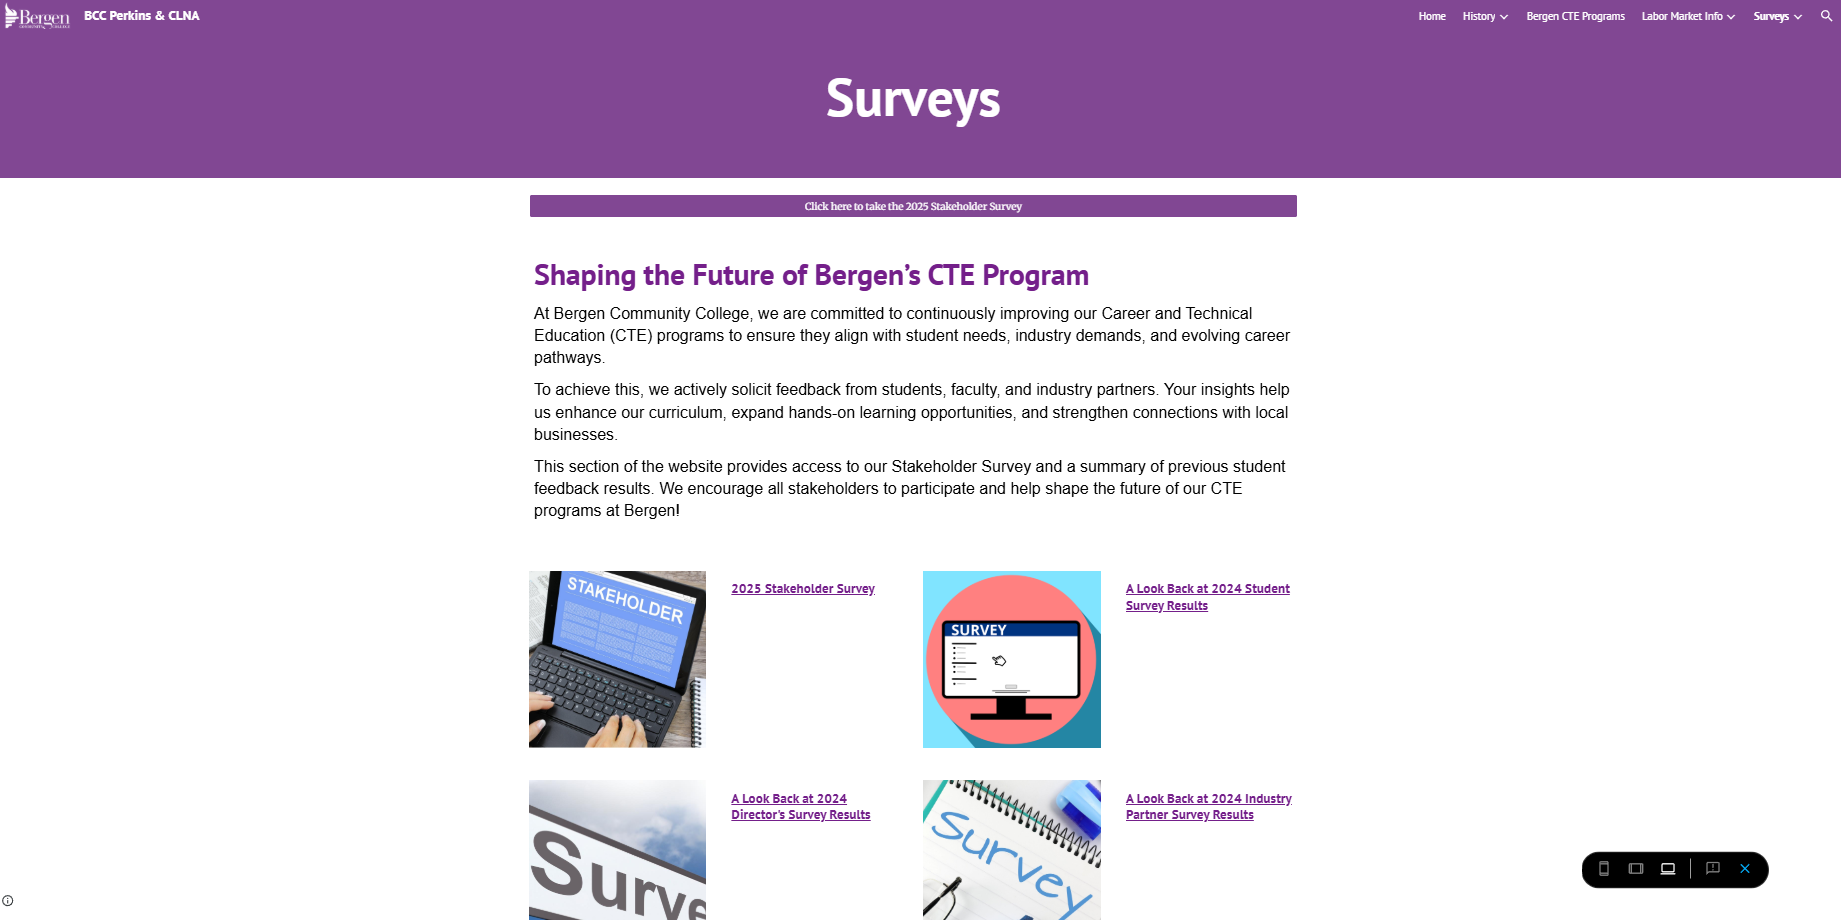 Bergen
COMMUNITY COLLEGE
BCC Perkins & CLNA
Home
History
Bergen CTE Programs
Labor Market Info
Surveys
Surveys
Click here to take the 2025 Stakeholder Survey
Shaping the Future of Bergen’s CTE Program
At Bergen Community College, we are committed to continuously improving our Career and Technical
Education (CTE) programs to ensure they align with student needs, industry demands, and evolving career
pathways.
To achieve this, we actively solicit feedback from students, faculty, and industry partners. Your insights help
us enhance our curriculum, expand hands-on learning opportunities, and strengthen connections with local
businesses.
This section of the website provides access to our Stakeholder Survey and a summary of previous student
feedback results. We encourage all stakeholders to participate and help shape the future of our CTE
programs at Bergen!
STAKEHOLDER
2025 Stakeholder Survey
SURVEY
A Look Back at 2024 Student
Survey Results
Surve
A Look Back at 2024
Director's Survey Results
Survey
A Look Back at 2024 Industry
Partner Survey Results